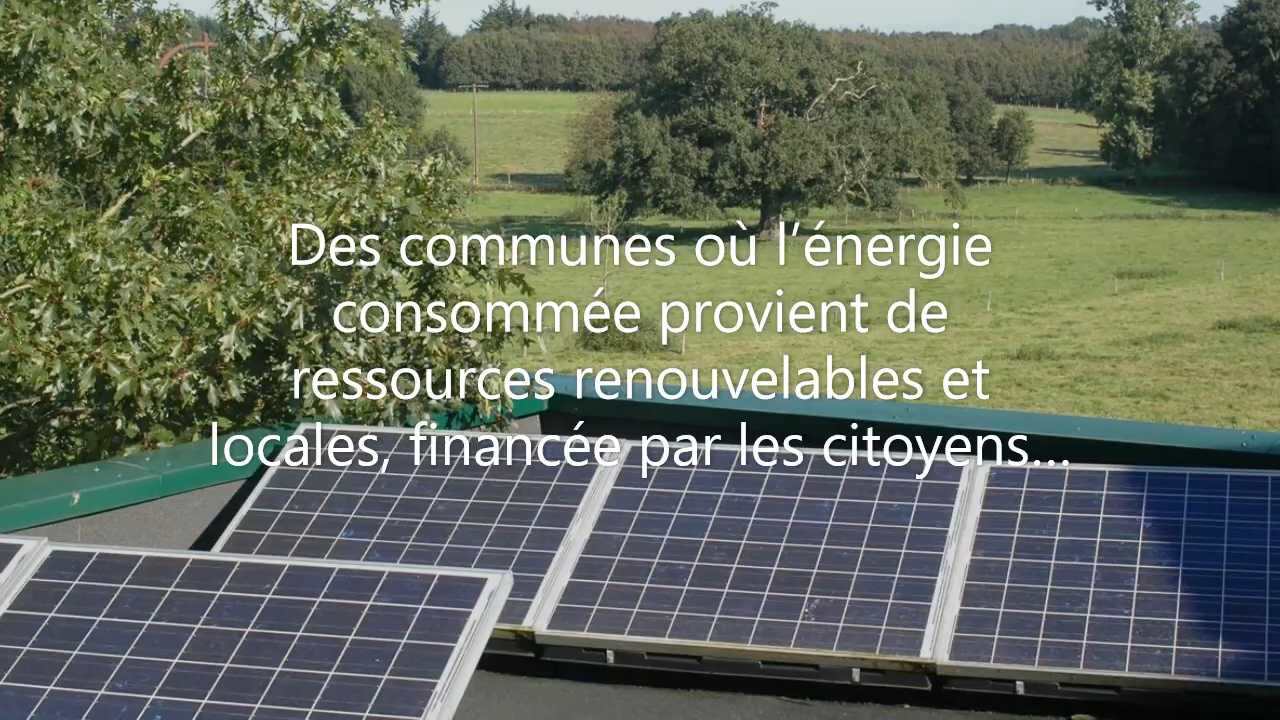 Des communes où l’énergie
consommée provient de
ressources renouvelables et
locales, financée par les citoyens...